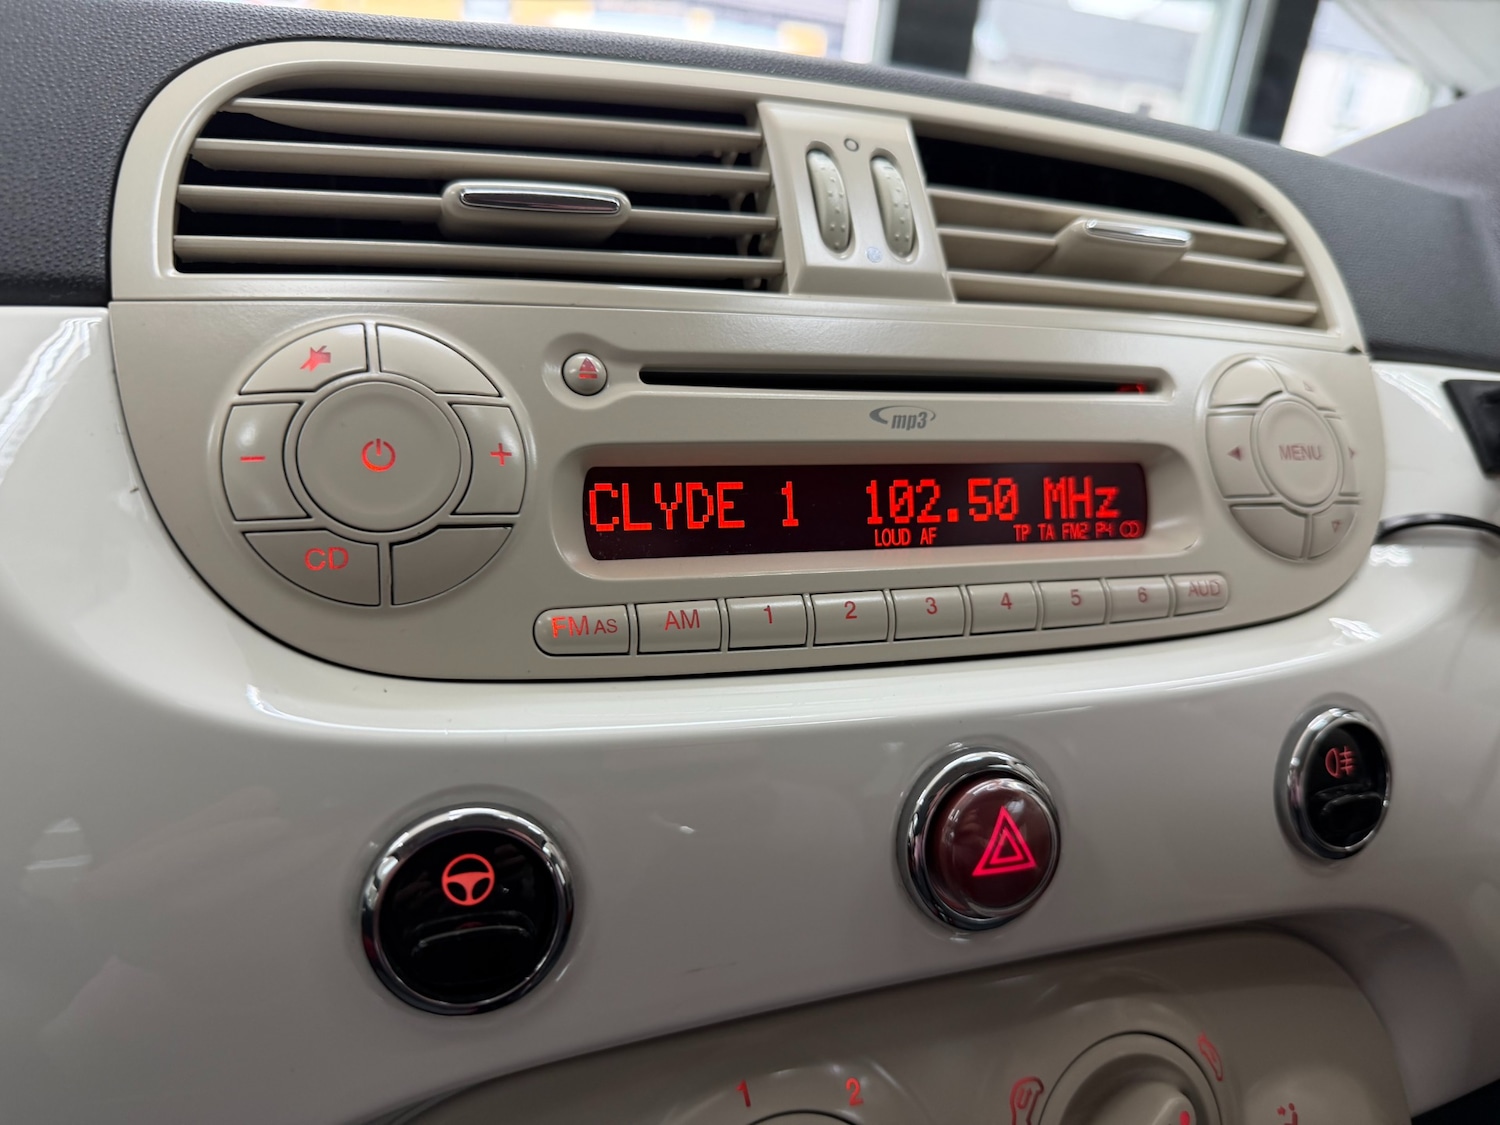 mp3
MENU
CLYDE 1 102.50 MHz
LOUD AF TP TA FM2 P4 CD
CD
FM AS AM 1 2 3 4 5 6 AUD
1 2